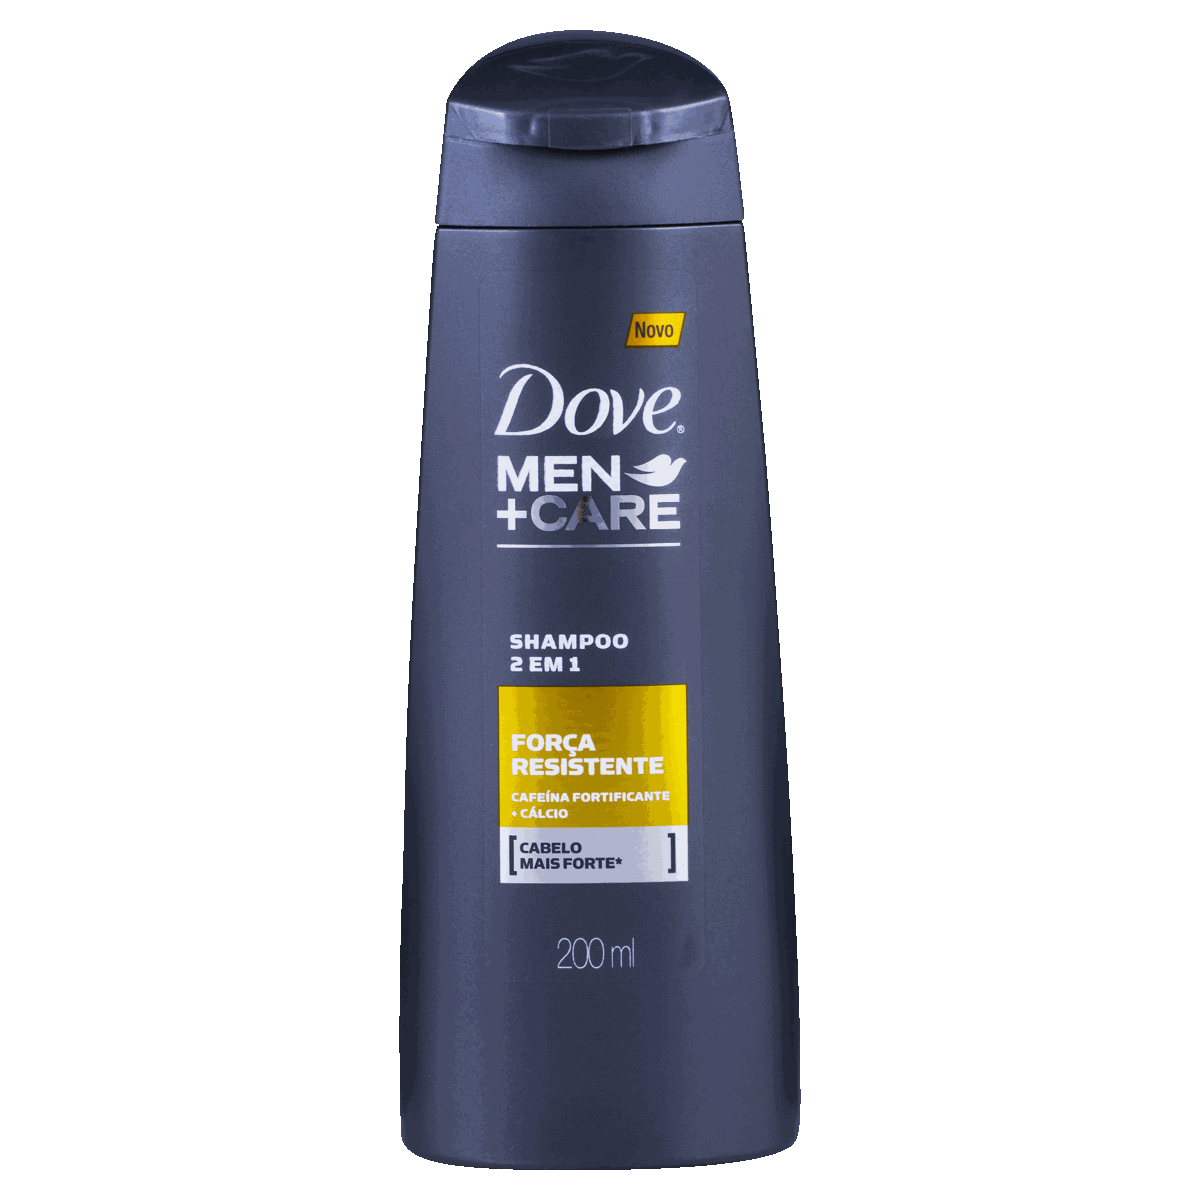 Novo
Dove®
MEN
+CARE
SHAMPOO
2 EM 1
FORÇA
RESISTENTE
CAFEÍNA FORTIFICANTE
+ CÁLCIO
[CABELO
MAIS FORTE*]
200 ml